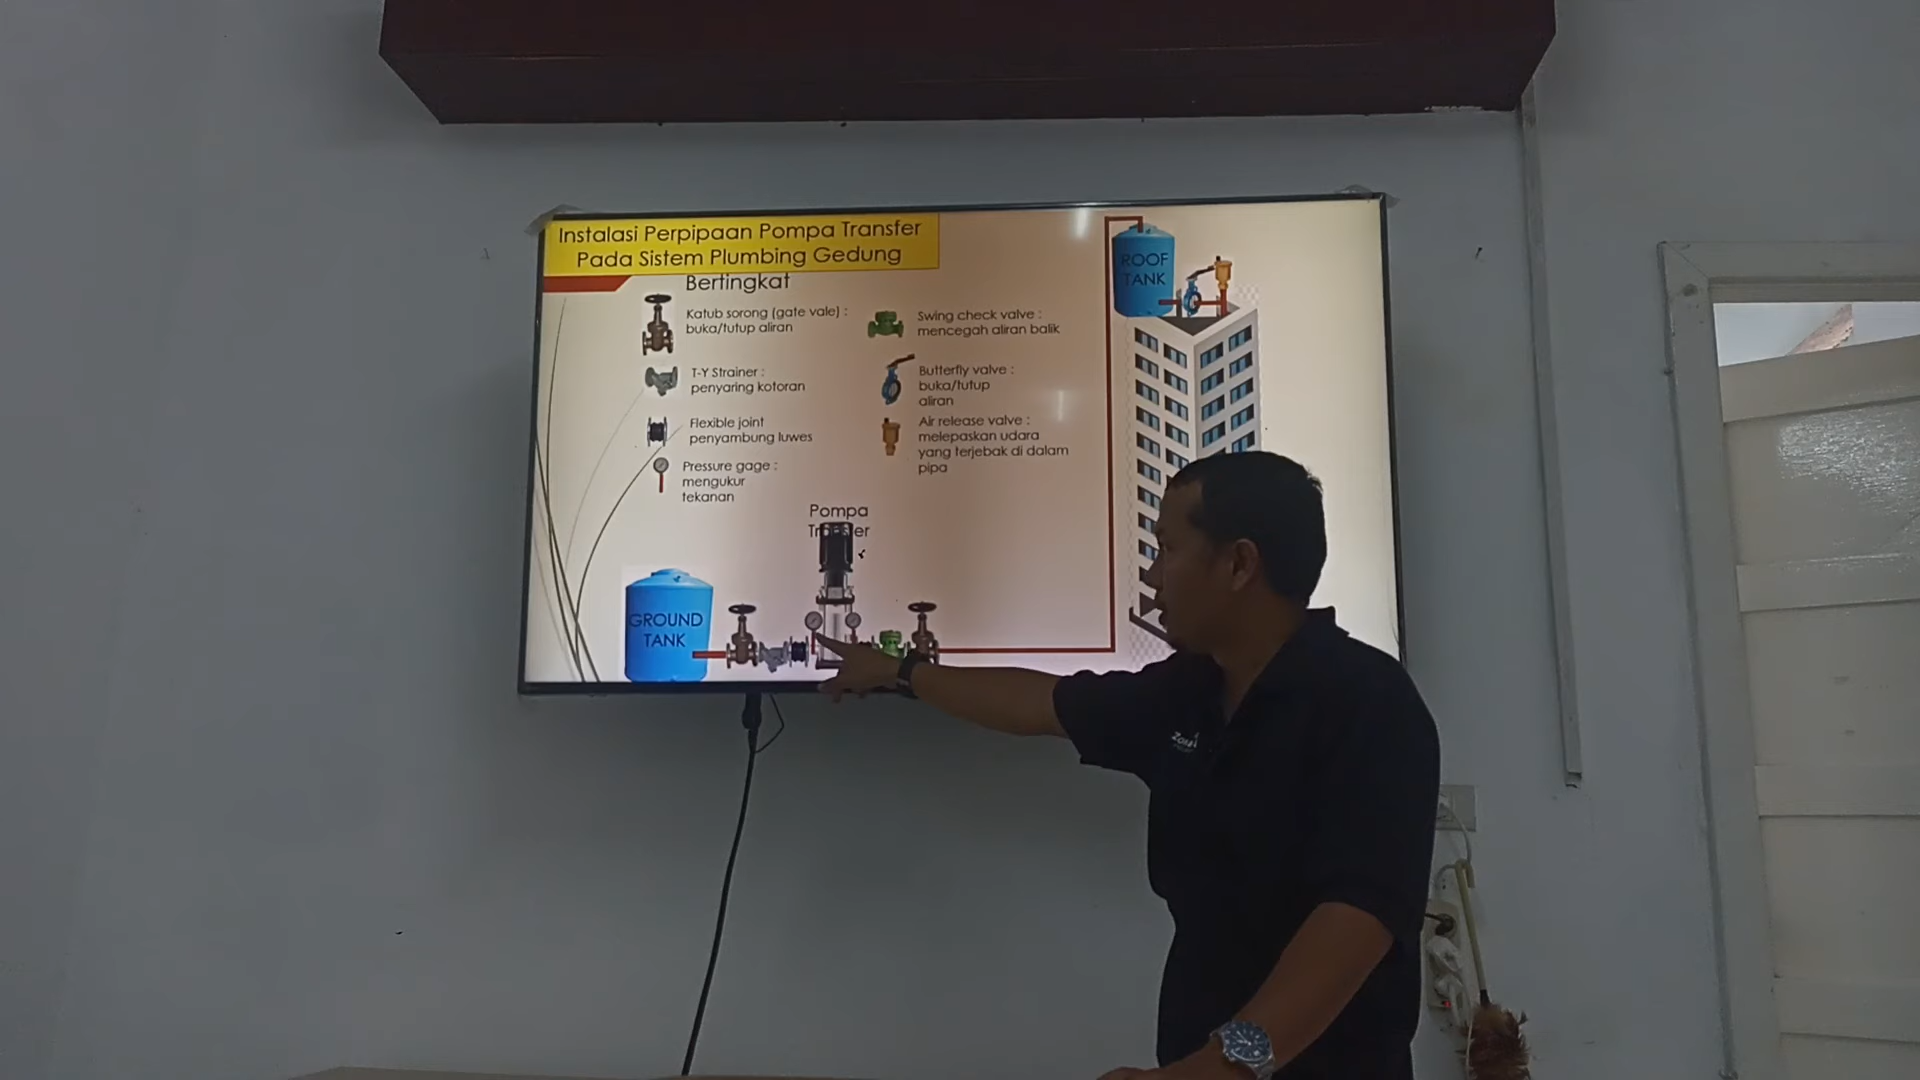 Instalasi Perpipaan Pompa Transfer
Pada Sistem Plumbing Gedung
Bertingkat
Katub sorong (gate vale) :
buka/tutup aliran
T-Y Strainer :
penyaring kotoran
Flexible joint
penyambung luwes
Pressure gage :
mengukur
tekanan
Swing check valve :
mencegah aliran balik
Butterfly valve :
buka/tutup
aliran
Air release valve :
melepaskan udara
yang terjebak di dalam
pipa
ROOF
TANK
Pompa
Transfer
GROUND
TANK